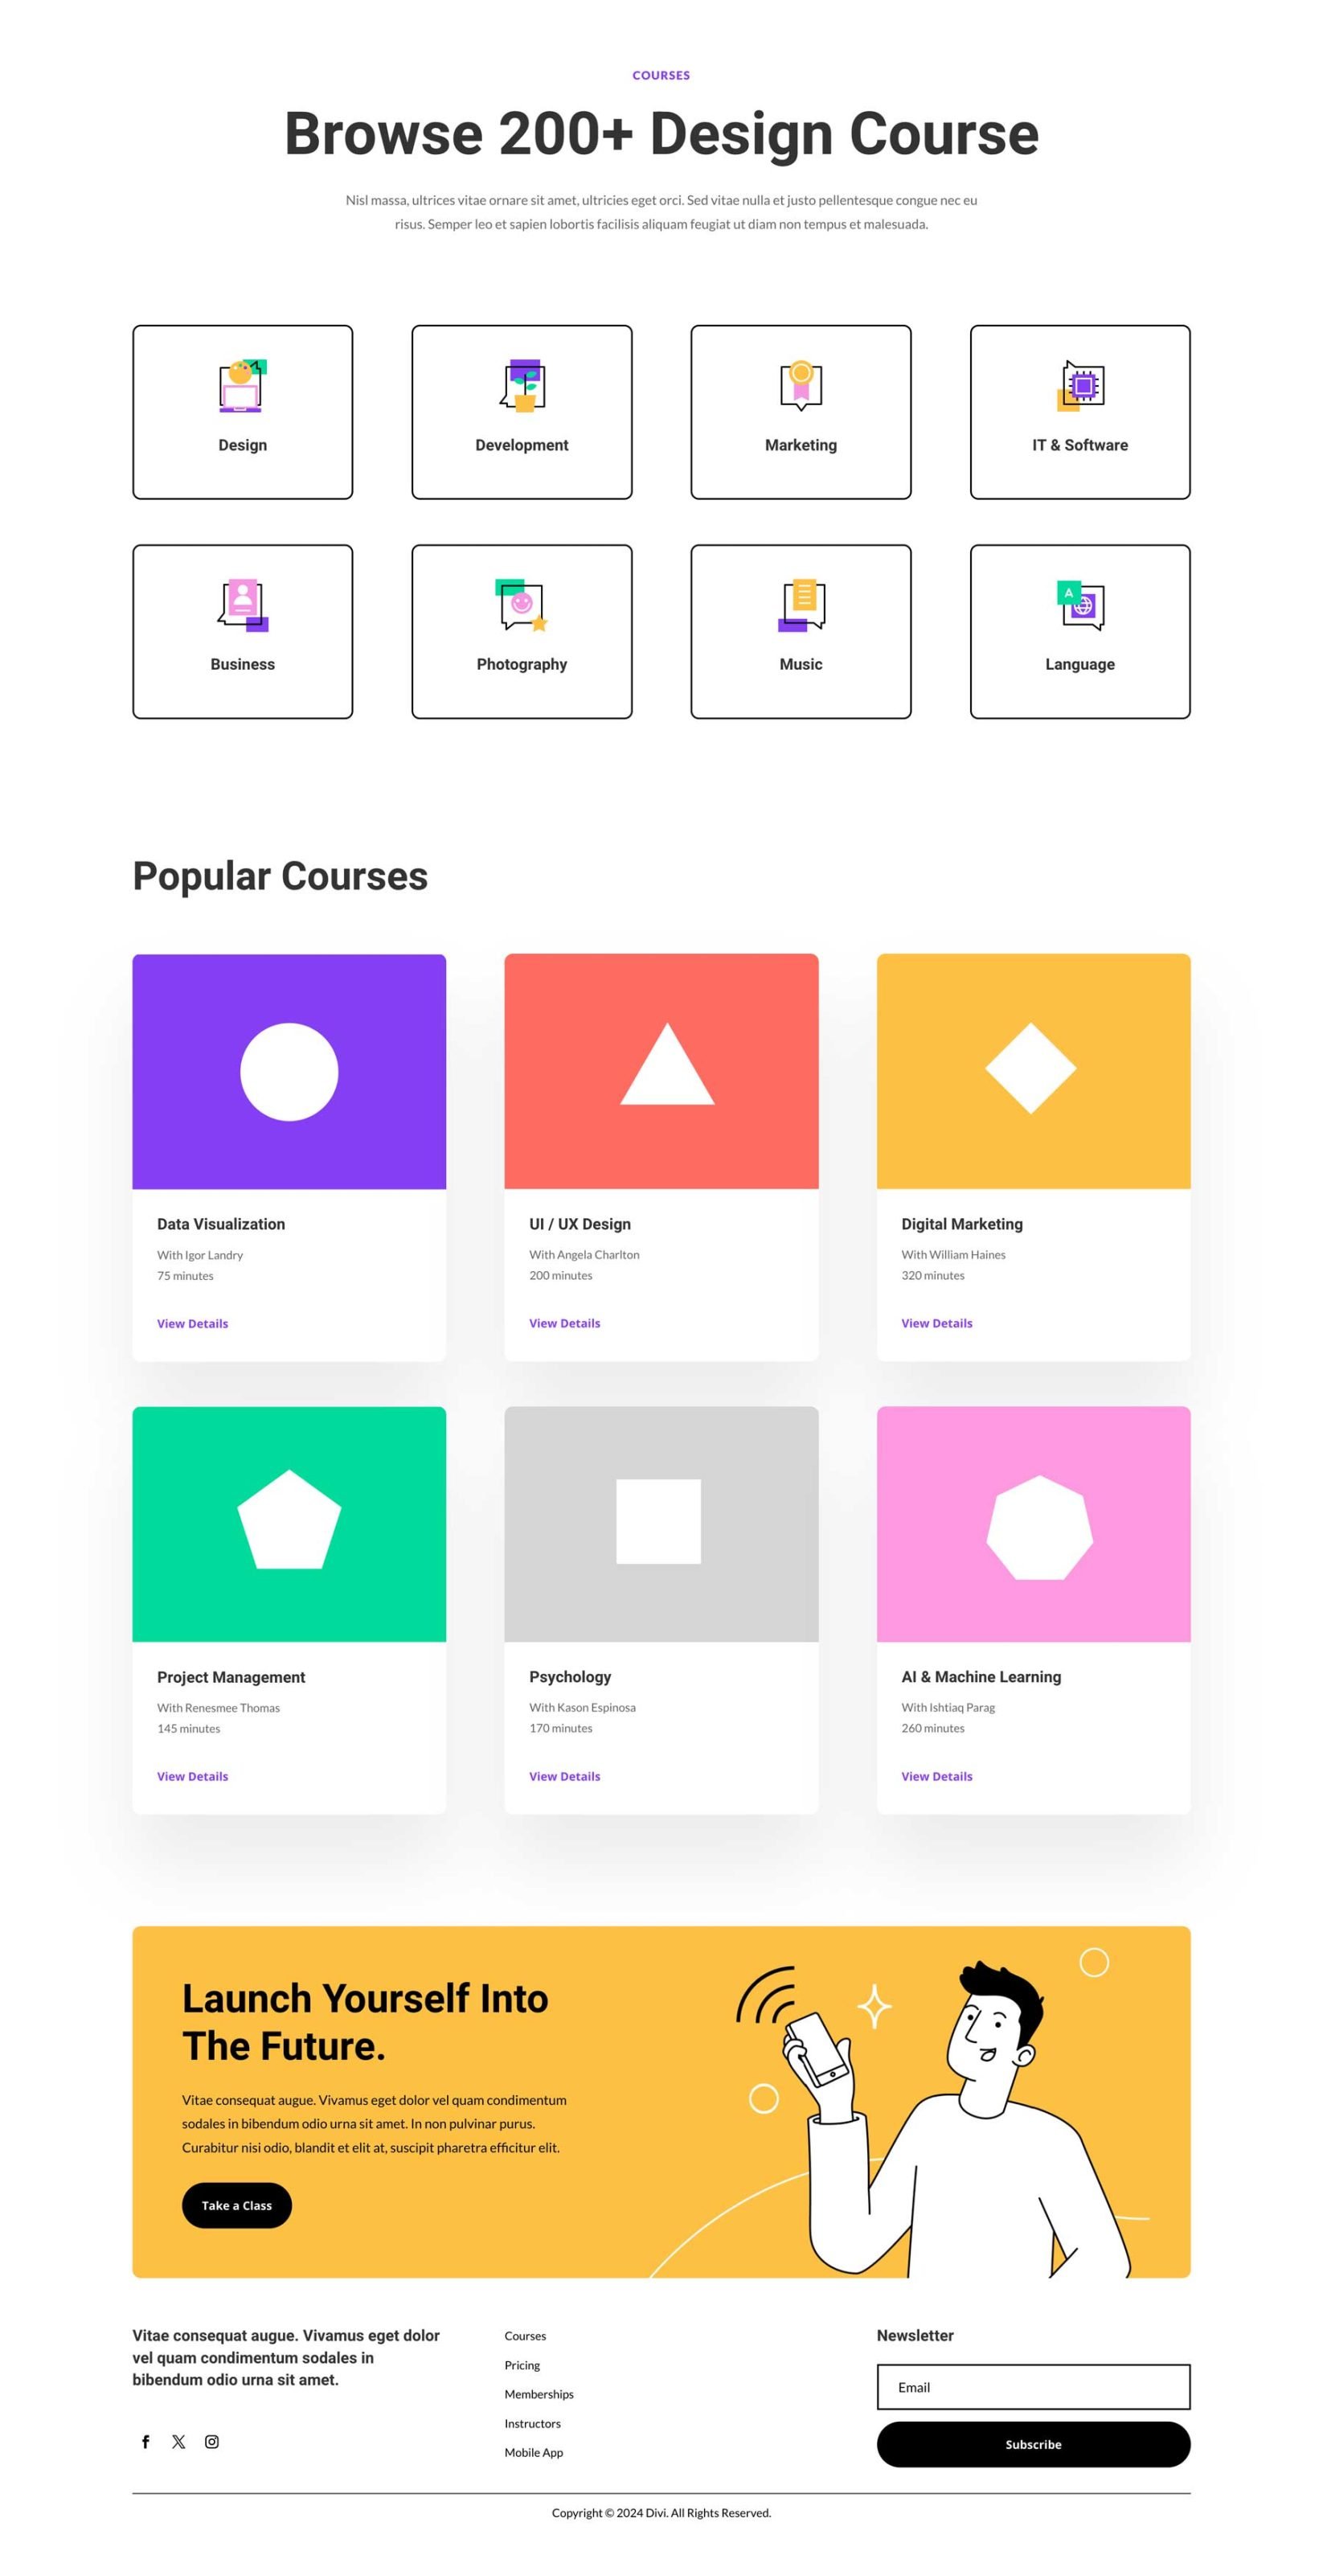 COURSES
Browse 200+ Design Course
Nisl massa, ultrices vitae ornare sit amet, ultricies eget orci. Sed vitae nulla et justo pellentesque congue nec eu
risus. Semper leo et sapien lobortis facilisis aliquam feugiat ut diam non tempus et malesuada.
Design
Development
Marketing
IT & Software
A
Business
Photography
Music
Language
Popular Courses
Data Visualization
With Igor Landry
75 minutes
View Details
UI / UX Design
With Angela Charlton
200 minutes
View Details
Digital Marketing
With William Haines
320 minutes
View Details
Project Management
With Renesmee Thomas
145 minutes
View Details
Psychology
With Kason Espinosa
170 minutes
View Details
AI & Machine Learning
With Ishtiaq Parag
260 minutes
View Details
Launch Yourself Into
The Future.
Vitae consequat augue. Vivamus eget dolor vel quam condimentum
sodales in bibendum odio urna sit amet. In non pulvinar purus.
Curabitur nisi odio, blandit et elit at, suscipit pharetra efficitur elit.
Take a Class
Vitae consequat augue. Vivamus eget dolor
vel quam condimentum sodales in
bibendum odio urna sit amet.
Courses
Pricing
Memberships
Instructors
Mobile App
Newsletter
Email
Subscribe
Copyright © 2024 Divi. All Rights Reserved.